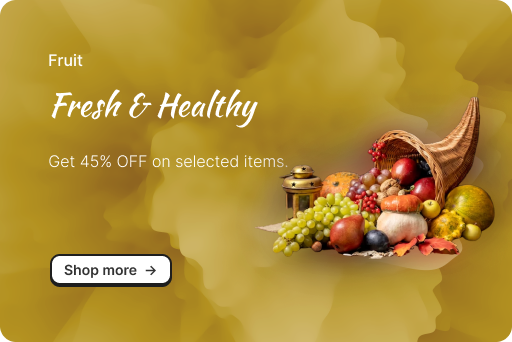 Fruit
Fresh & Healthy
Get 45% OFF on selected items.
Shop more →